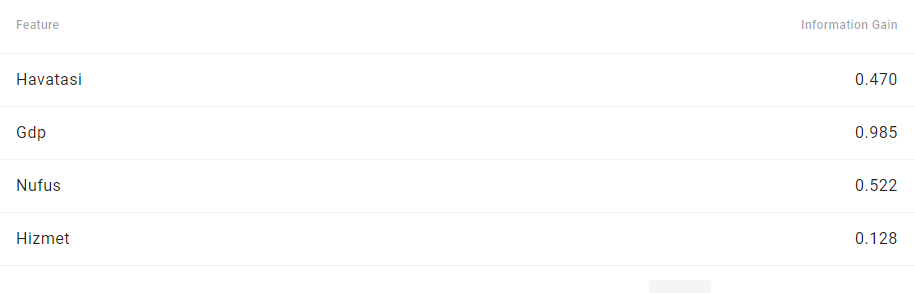 Feature Information Gain
Havatasi 0.470
Gdp 0.985
Nufus 0.522
Hizmet 0.128